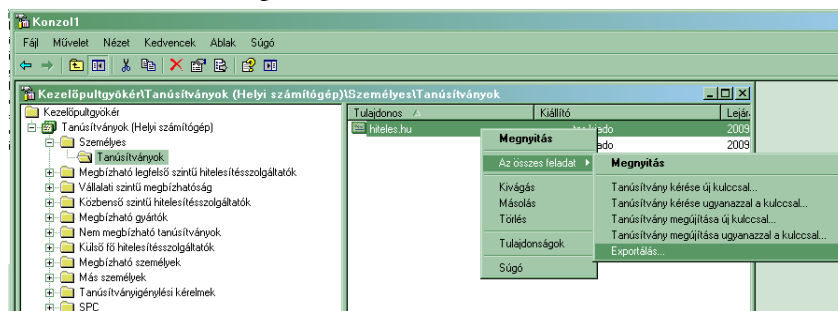 Konzol1
Fájl Művelet Nézet Kedvencek Ablak Súgó
Kezelőpultgyökér\Tanúsítványok (Helyi számítógép)\Személyes\Tanúsítványok
Kezelőpultgyökér
Tanúsítványok (Helyi számítógép)
Személyes
Tanúsítványok
Megbízható legfelső szintű hitelesítésszolgáltatók
Vállalati szintű megbízhatóság
Közbenső szintű hitelesítésszolgáltatók
Megbízható gyártók
Nem megbízható tanúsítványok
Külső fő hitelesítésszolgáltatók
Megbízható személyek
Más személyek
Tanúsítványigénylési kérelmek
SPC
Tulajdonos Kiállító Lejár
hiteles.hu 2009
2009
Megnyitás
Az összes feladat
Kivágás
Másolás
Törlés
Tulajdonságok
Súgó
Megnyitás
Tanúsítvány kérése új kulccsal...
Tanúsítvány kérése ugyanazzal a kulccsal...
Tanúsítvány megújítása új kulccsal...
Tanúsítvány megújítása ugyanazzal a kulccsal...
Exportálás...